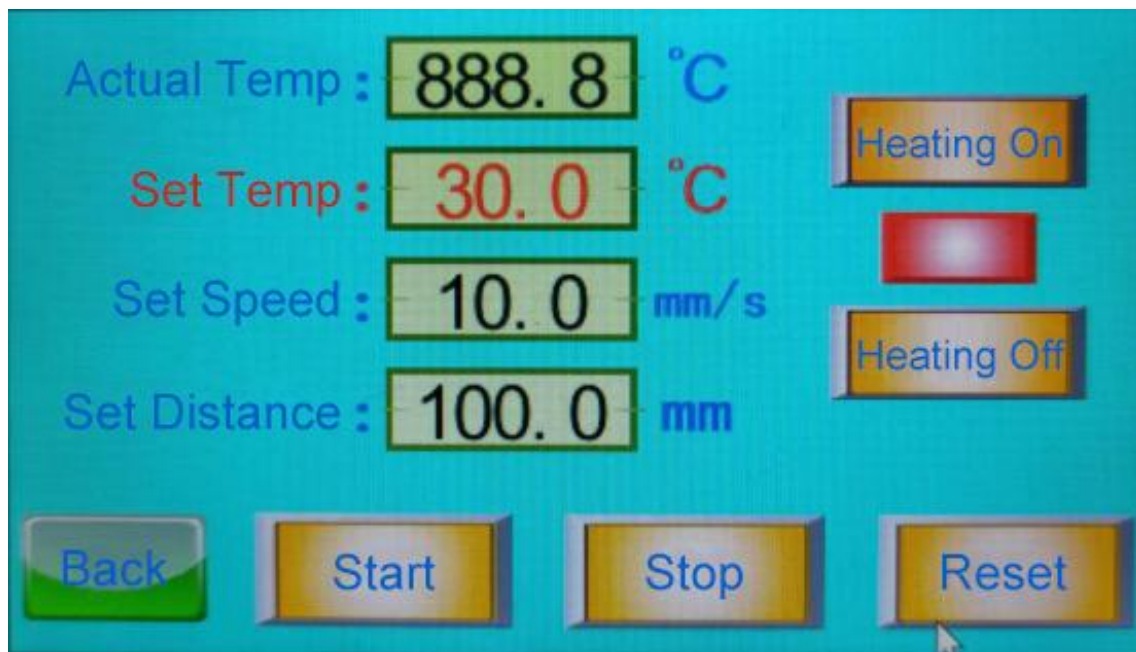 Actual Temp : 888. 8 °C
Heating On
Set Temp : 30. 0 °C
Set Speed : 10. 0 mm/s
Heating Off
Set Distance : 100. 0 mm
Back Start Stop Reset